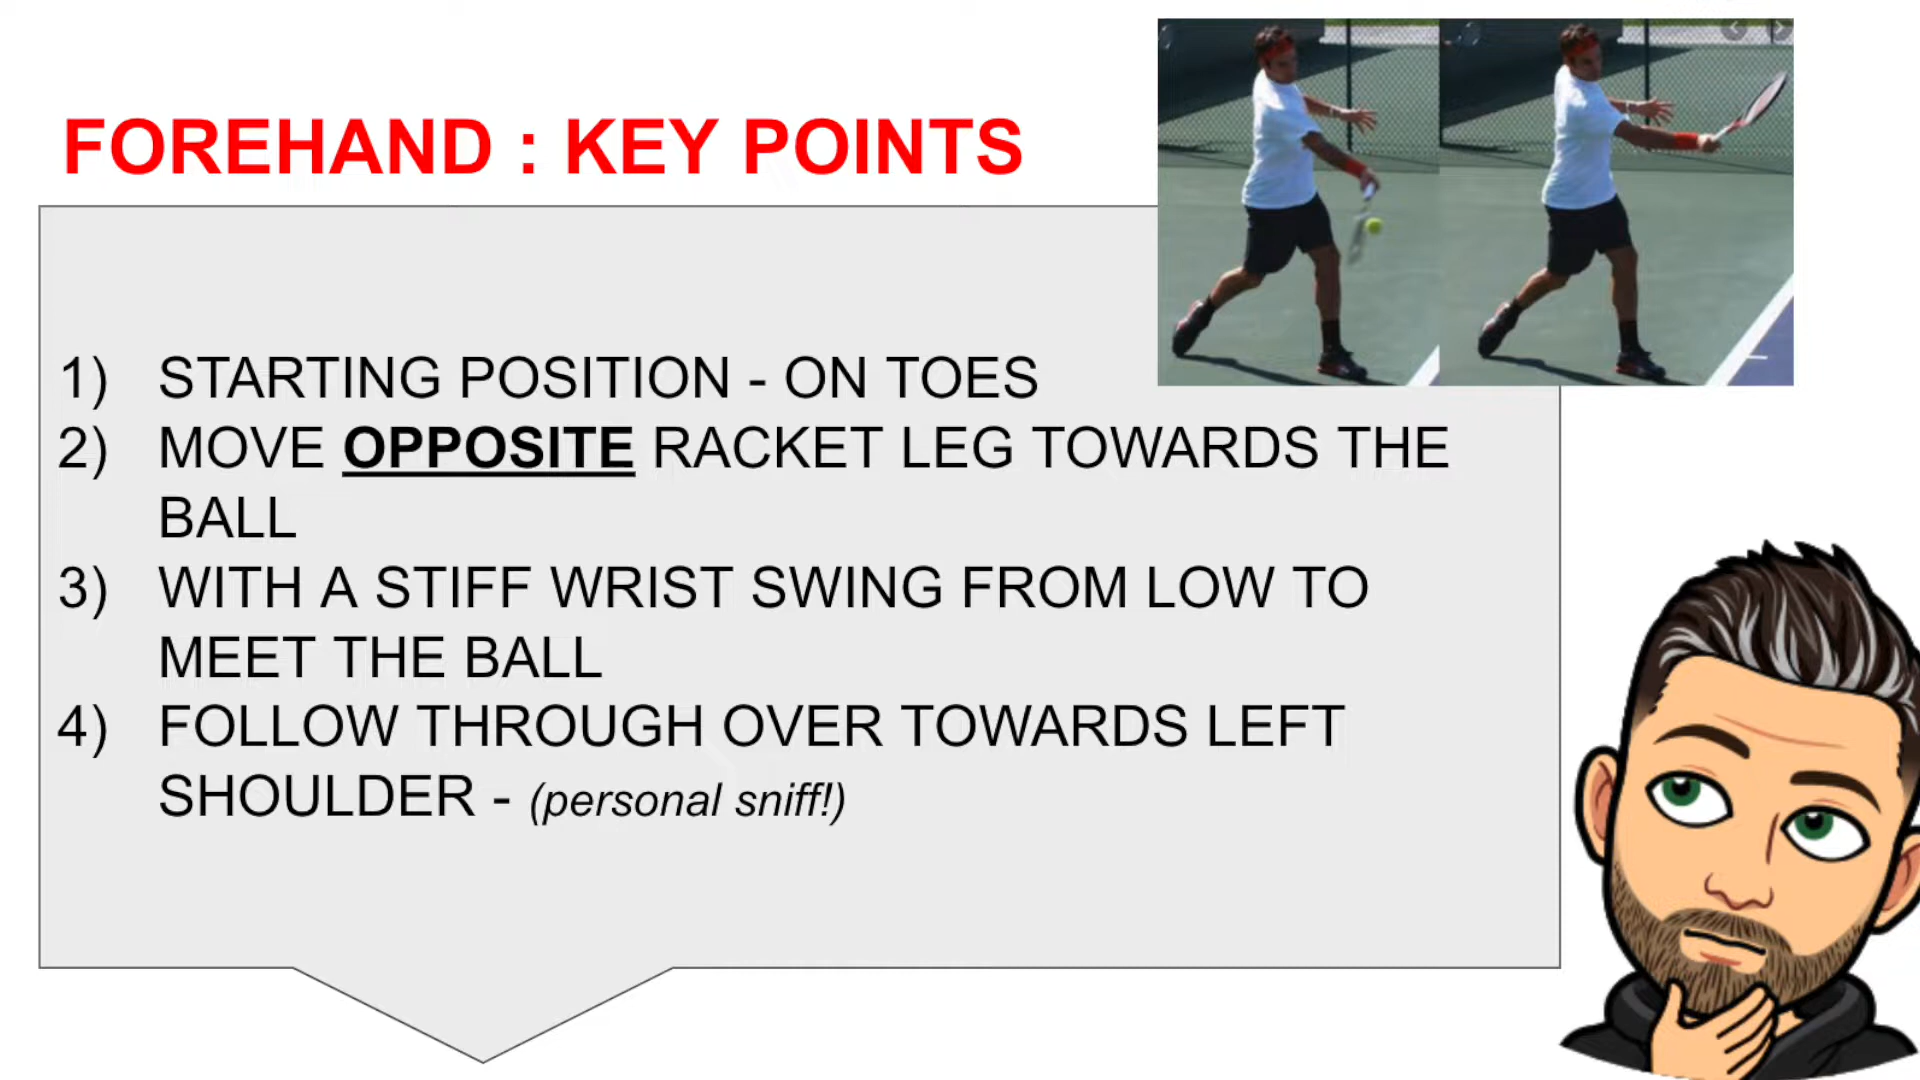 FOREHAND : KEY POINTS
1) STARTING POSITION - ON TOES
2) MOVE OPPOSITE RACKET LEG TOWARDS THE
BALL
3) WITH A STIFF WRIST SWING FROM LOW TO
MEET THE BALL
4) FOLLOW THROUGH OVER TOWARDS LEFT
SHOULDER - (personal sniff!)